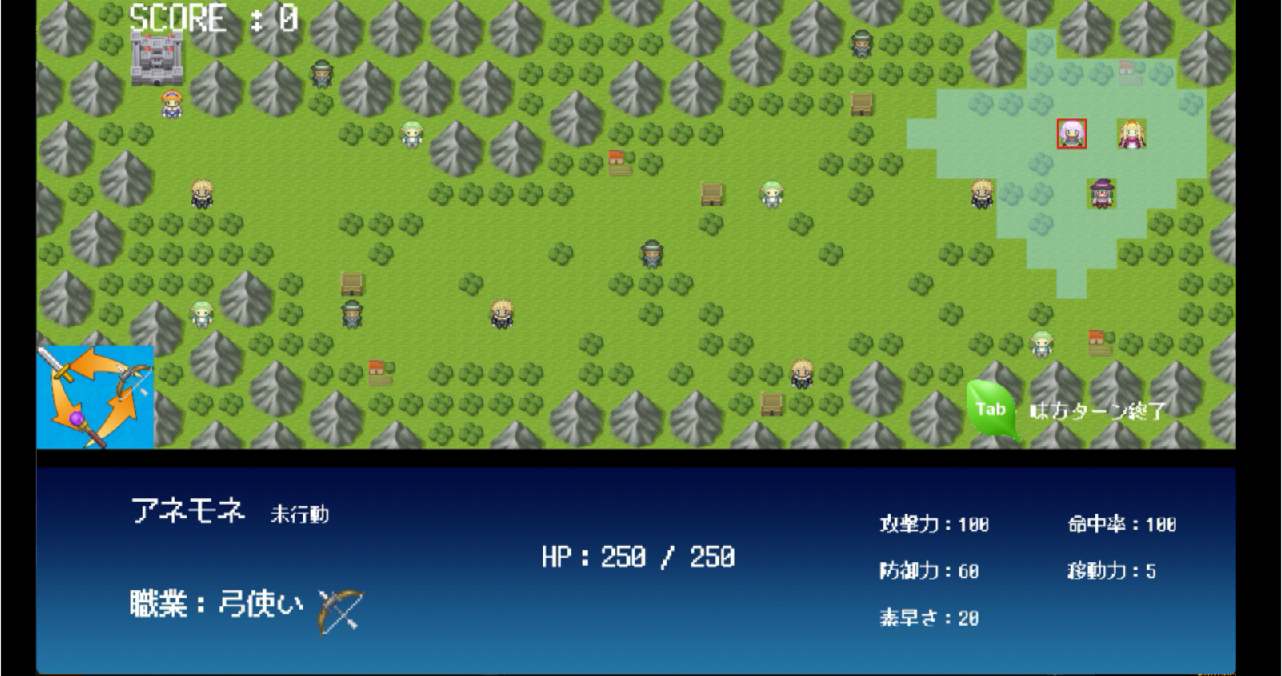 SCORE : 0
Tab 味方ターン終了
アネモネ 未行動
HP : 250 / 250
職業 : 弓使い
攻撃力 : 100 命中率 : 100
防御力 : 60 移動力 : 5
素早さ : 20